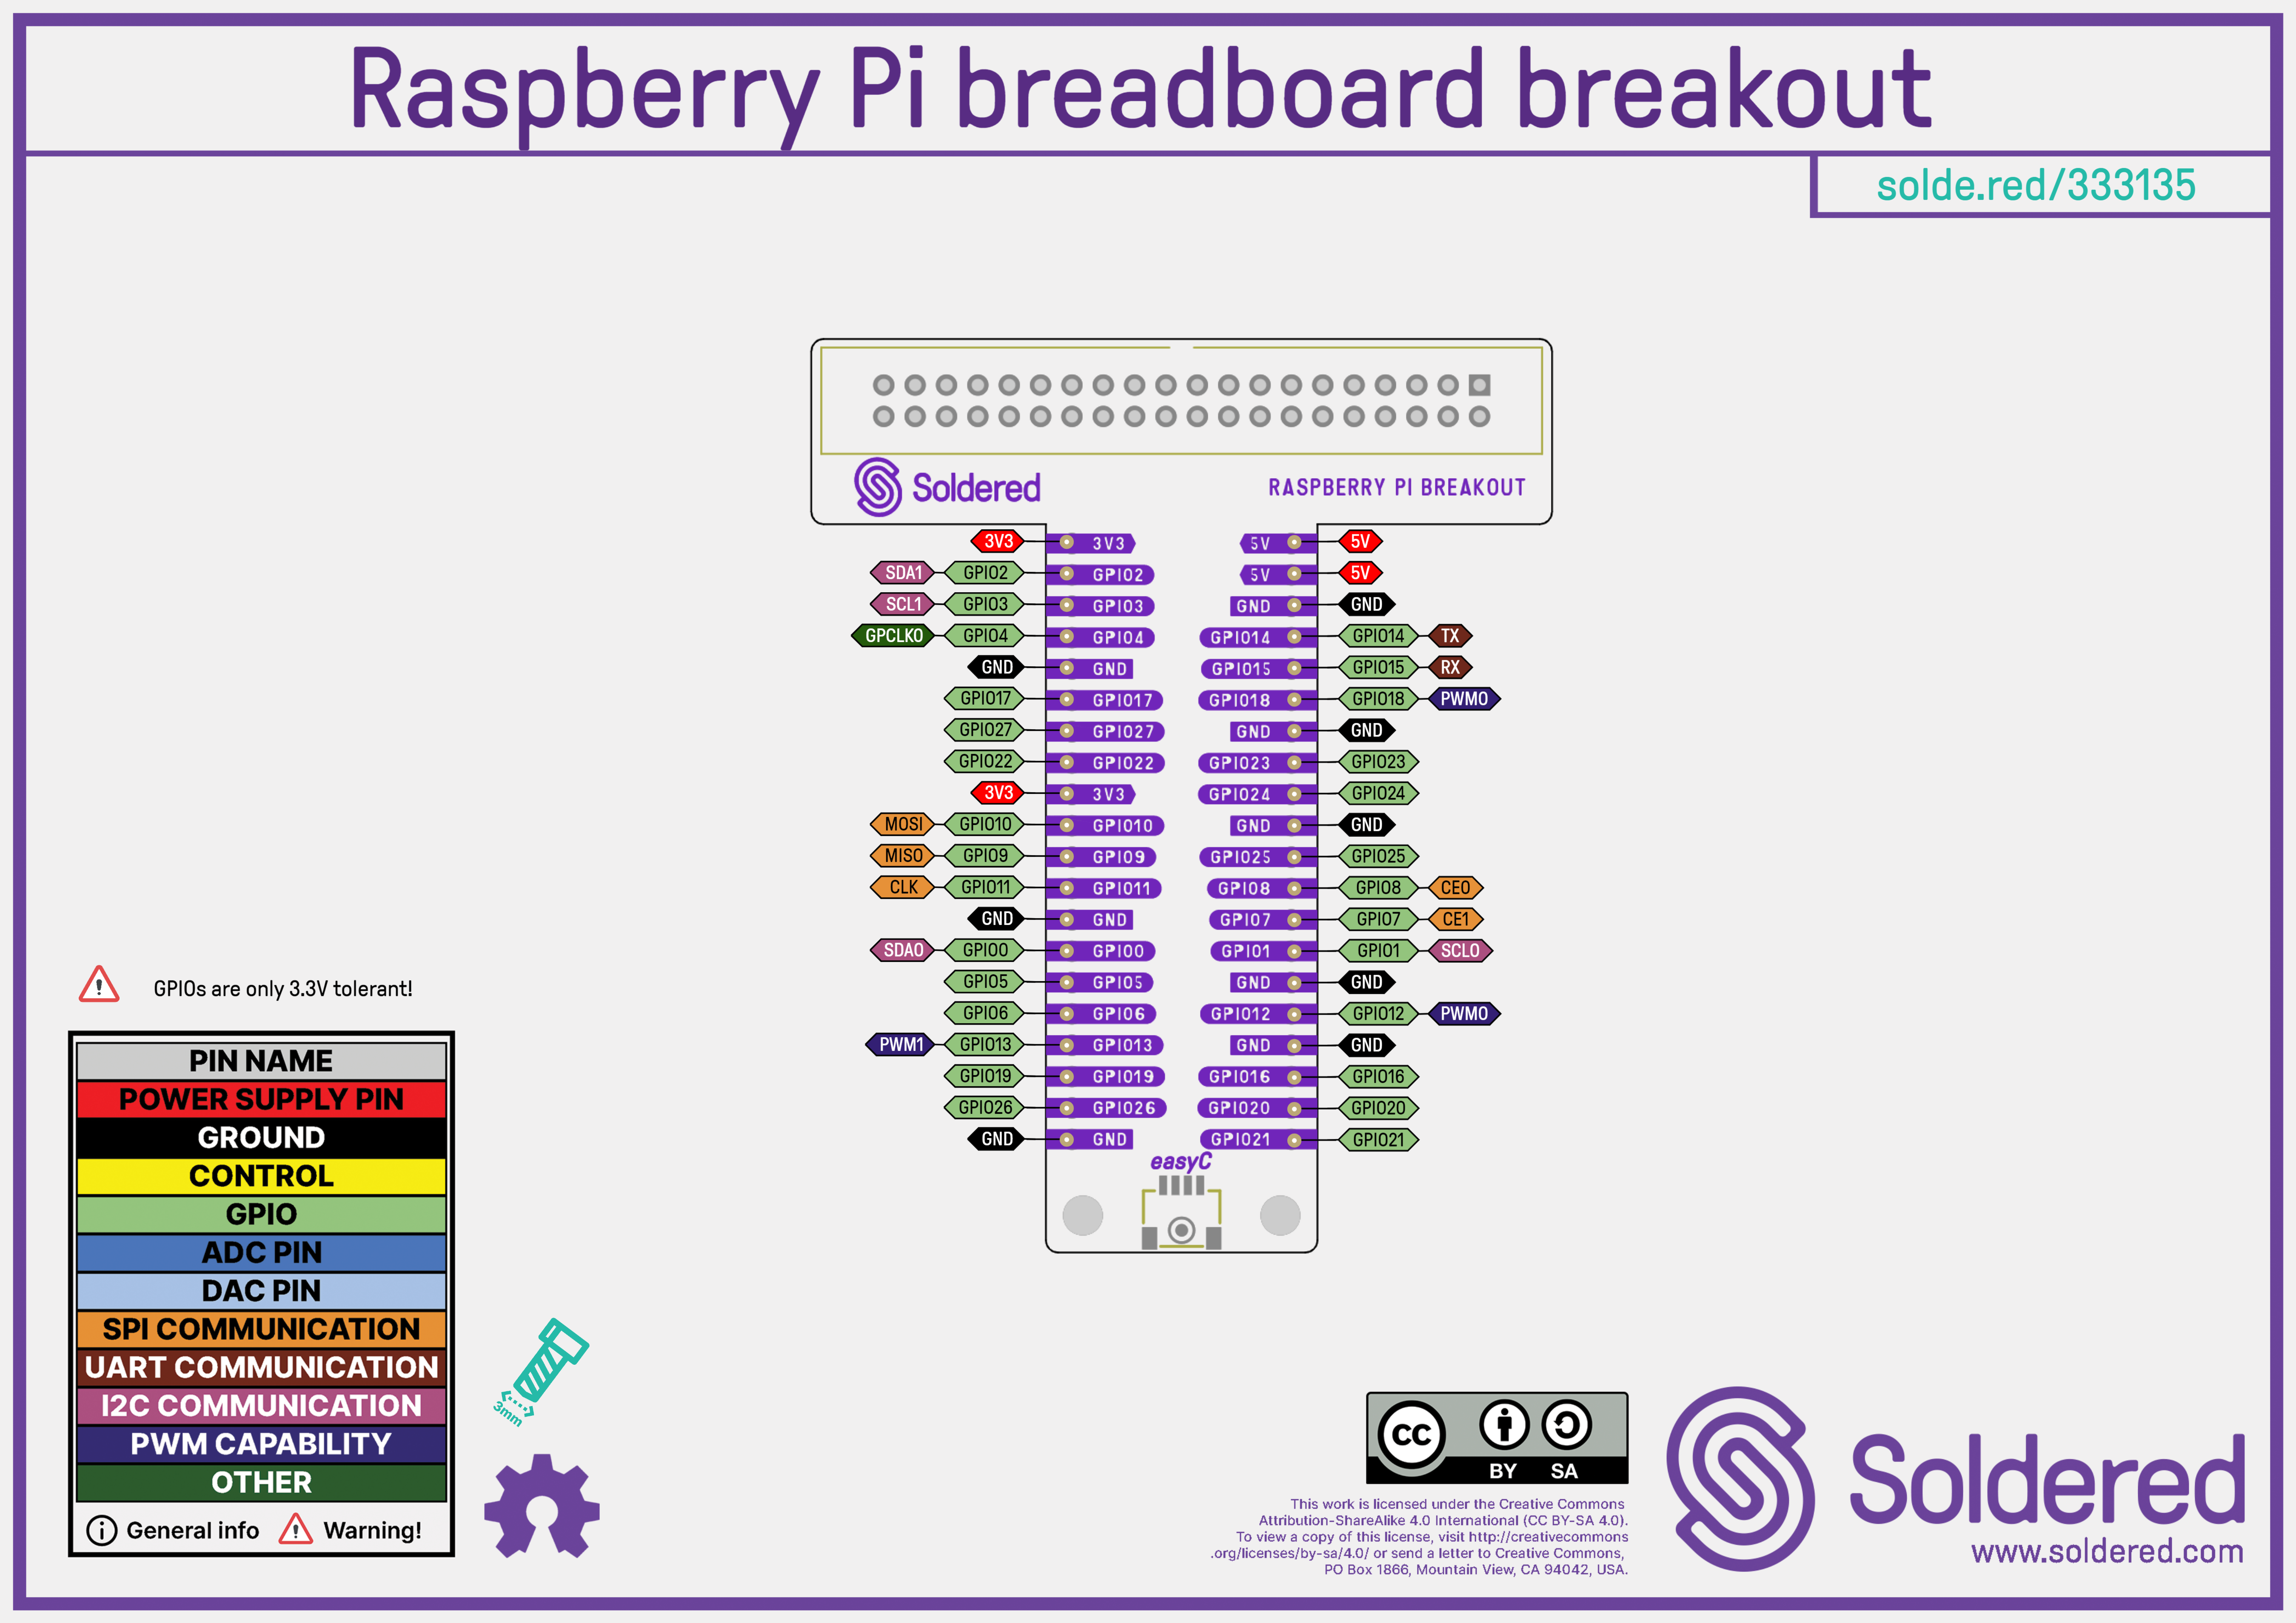 Raspberry Pi breadboard breakout
solde.red/333135
Soldered
RASPBERRY PI BREAKOUT
3V3 3V3 5V 5V
SDA1 GPIO2 GPIO2 5V 5V
SCL1 GPIO3 GPIO3 GND GND
GPCLK0 GPIO4 GPIO4 GPIO14 GPIO14 TX
GND GND GPIO15 GPIO15 RX
GPIO17 GPIO17 GPIO18 GPIO18 PWM0
GPIO27 GPIO27 GND GND
GPIO22 GPIO22 GPIO23 GPIO23
3V3 3V3 GPIO24 GPIO24
MOSI GPIO10 GPIO10 GND GND
MISO GPIO9 GPIO9 GPIO25 GPIO25
CLK GPIO11 GPIO11 GPIO8 GPIO8 CE0
GND GND GPIO7 GPIO7 CE1
SDA0 GPIO0 GPIO0 GPIO1 GPIO1 SCL0
GPIO5 GPIO5 GND GND
GPIO6 GPIO6 GPIO12 GPIO12 PWM0
PWM1 GPIO13 GPIO13 GND GND
GPIO19 GPIO19 GPIO16 GPIO16
GPIO26 GPIO26 GPIO20 GPIO20
GND GND GPIO21 GPIO21
easyC
GPIOs are only 3.3V tolerant!
PIN NAME
POWER SUPPLY PIN
GROUND
CONTROL
GPIO
ADC PIN
DAC PIN
SPI COMMUNICATION
UART COMMUNICATION
I2C COMMUNICATION
PWM CAPABILITY
OTHER
General info Warning!
3mm
CC
BY SA
This work is licensed under the Creative Commons
Attribution-ShareAlike 4.0 International (CC BY-SA 4.0).
To view a copy of this license, visit http://creativecommons
.org/licenses/by-sa/4.0/ or send a letter to Creative Commons,
PO Box 1866, Mountain View, CA 94042, USA.
Soldered
www.soldered.com